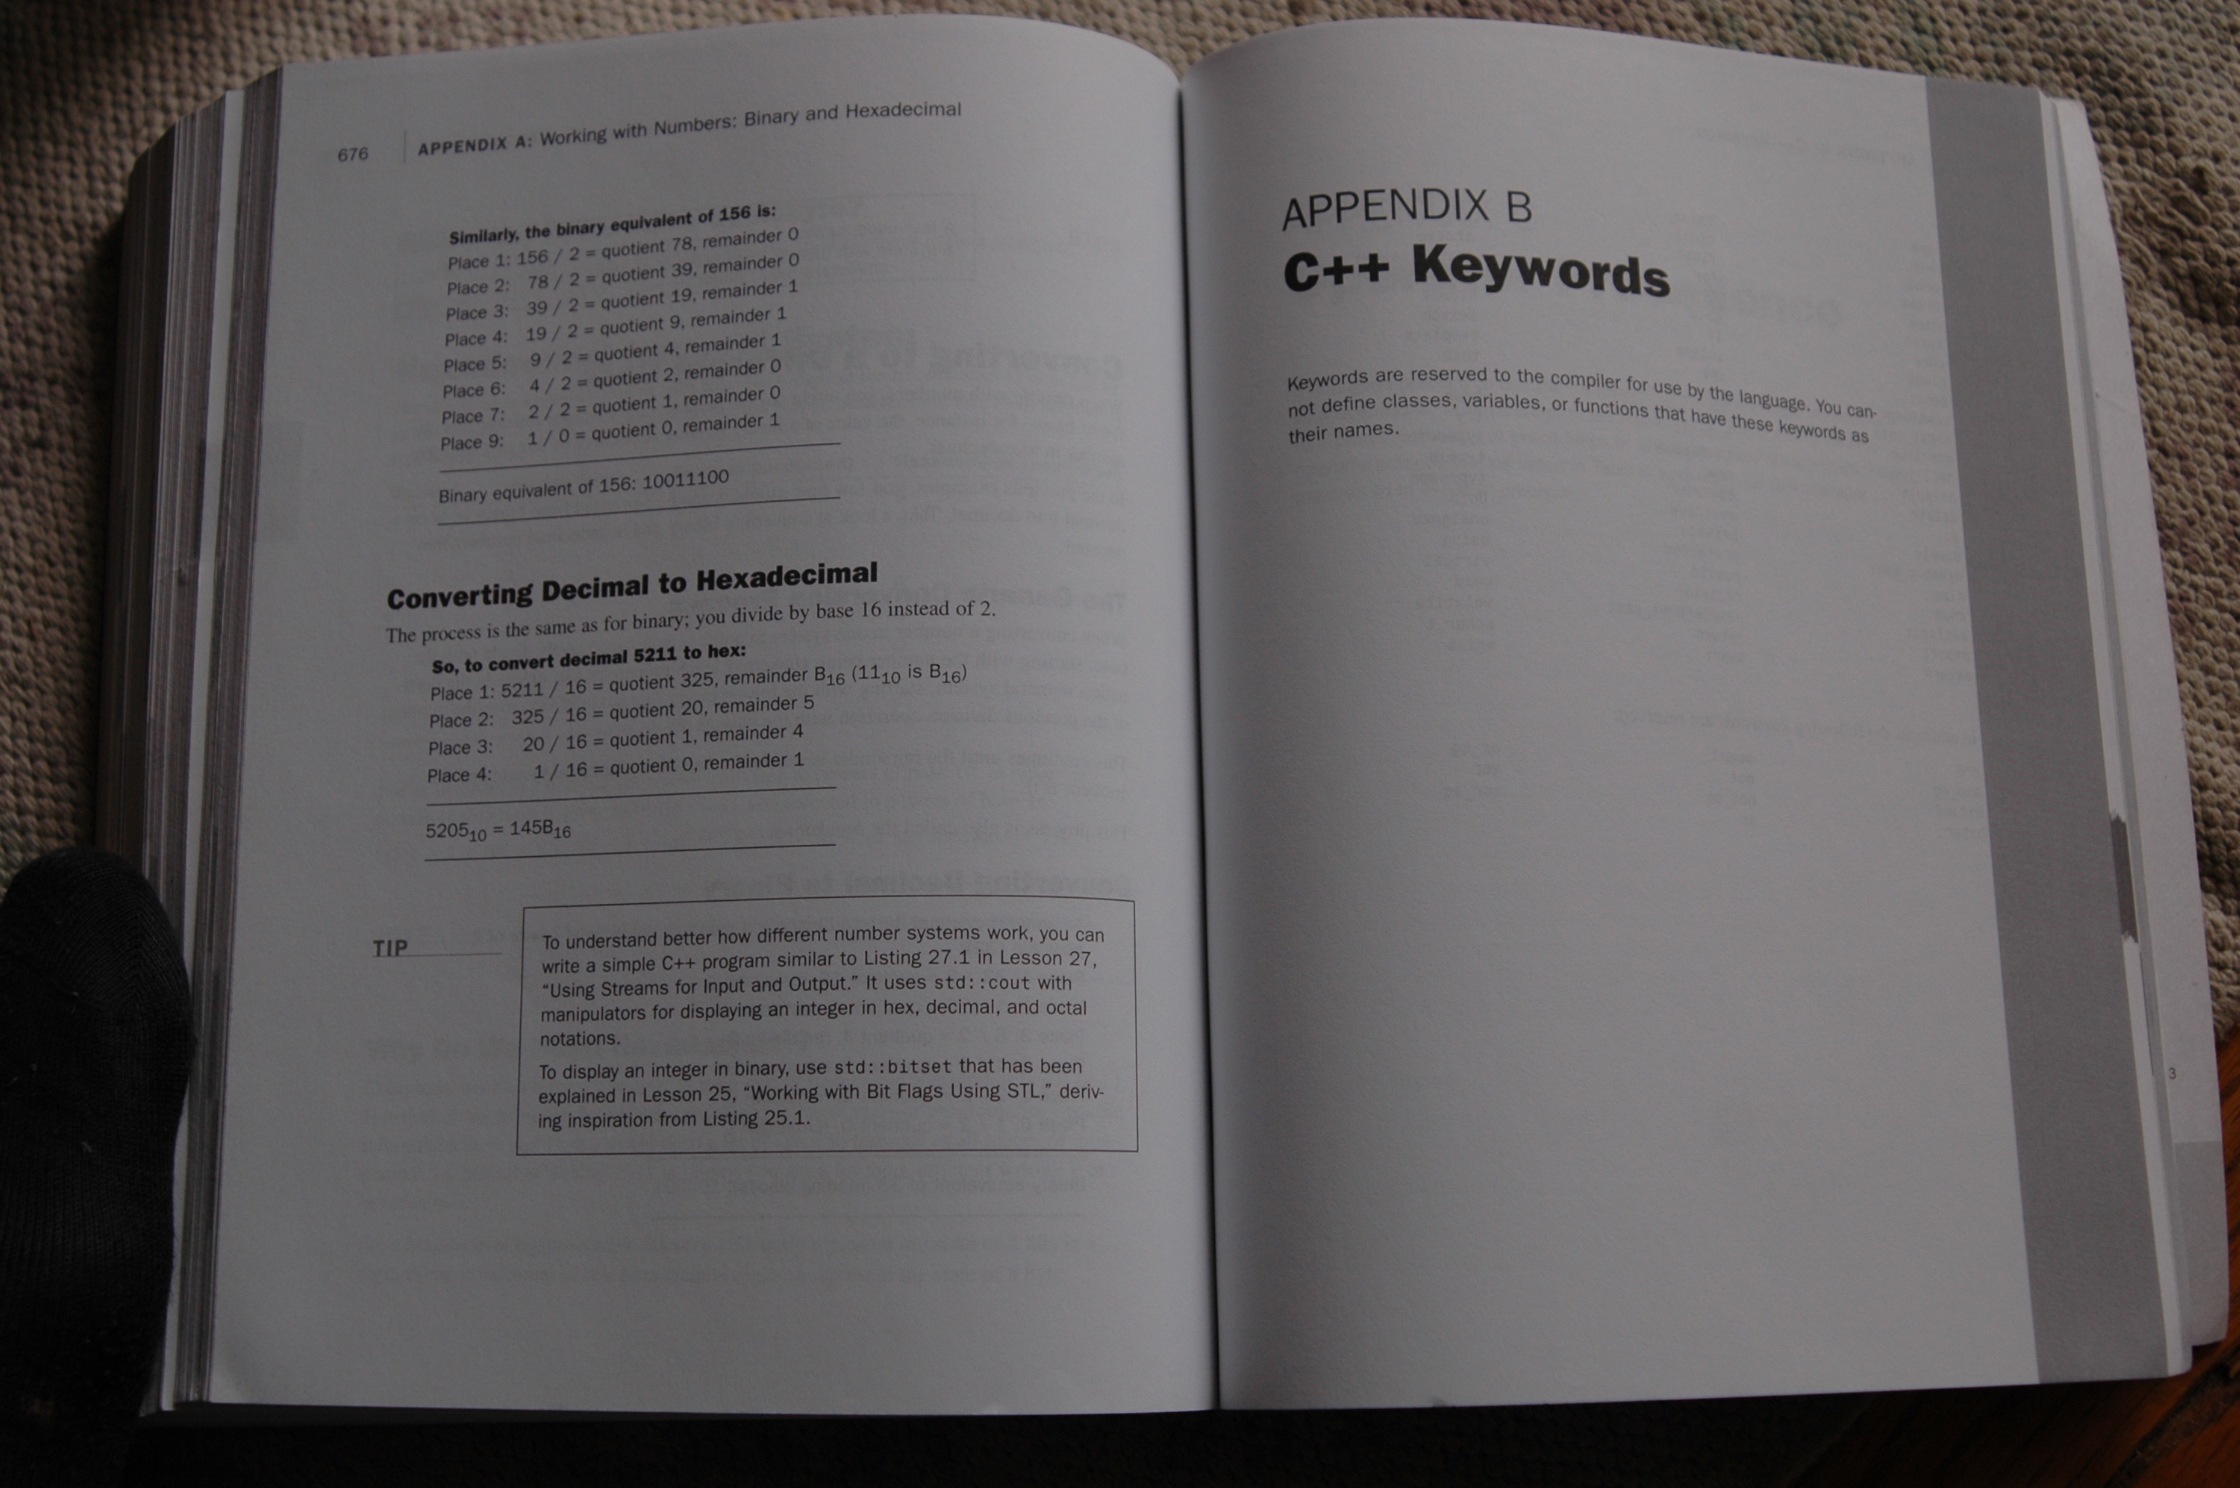 676 APPENDIX A: Working with Numbers: Binary and Hexadecimal
Similarly, the binary equivalent of 156 is:
Place 1: 156 / 2 = quotient 78, remainder 0
Place 2: 78 / 2 = quotient 39, remainder 0
Place 3: 39 / 2 = quotient 19, remainder 1
Place 4: 19 / 2 = quotient 9, remainder 1
Place 5: 9 / 2 = quotient 4, remainder 1
Place 6: 4 / 2 = quotient 2, remainder 0
Place 7: 2 / 2 = quotient 1, remainder 0
Place 9: 1 / 0 = quotient 0, remainder 1
Binary equivalent of 156: 10011100
Converting Decimal to Hexadecimal
The process is the same as for binary; you divide by base 16 instead of 2.
So, to convert decimal 5211 to hex:
Place 1: 5211 / 16 = quotient 325, remainder B₁₆ (11₁₀ is B₁₆)
Place 2: 325 / 16 = quotient 20, remainder 5
Place 3: 20 / 16 = quotient 1, remainder 4
Place 4: 1 / 16 = quotient 0, remainder 1
5205₁₀ = 145B₁₆
TIP
To understand better how different number systems work, you can
write a simple C++ program similar to Listing 27.1 in Lesson 27,
“Using Streams for Input and Output.” It uses std::cout with
manipulators for displaying an integer in hex, decimal, and octal
notations.
To display an integer in binary, use std::bitset that has been
explained in Lesson 25, “Working with Bit Flags Using STL,” deriv-
ing inspiration from Listing 25.1.
APPENDIX B
C++ Keywords
Keywords are reserved to the compiler for use by the language. You can-
not define classes, variables, or functions that have these keywords as
their names.
3